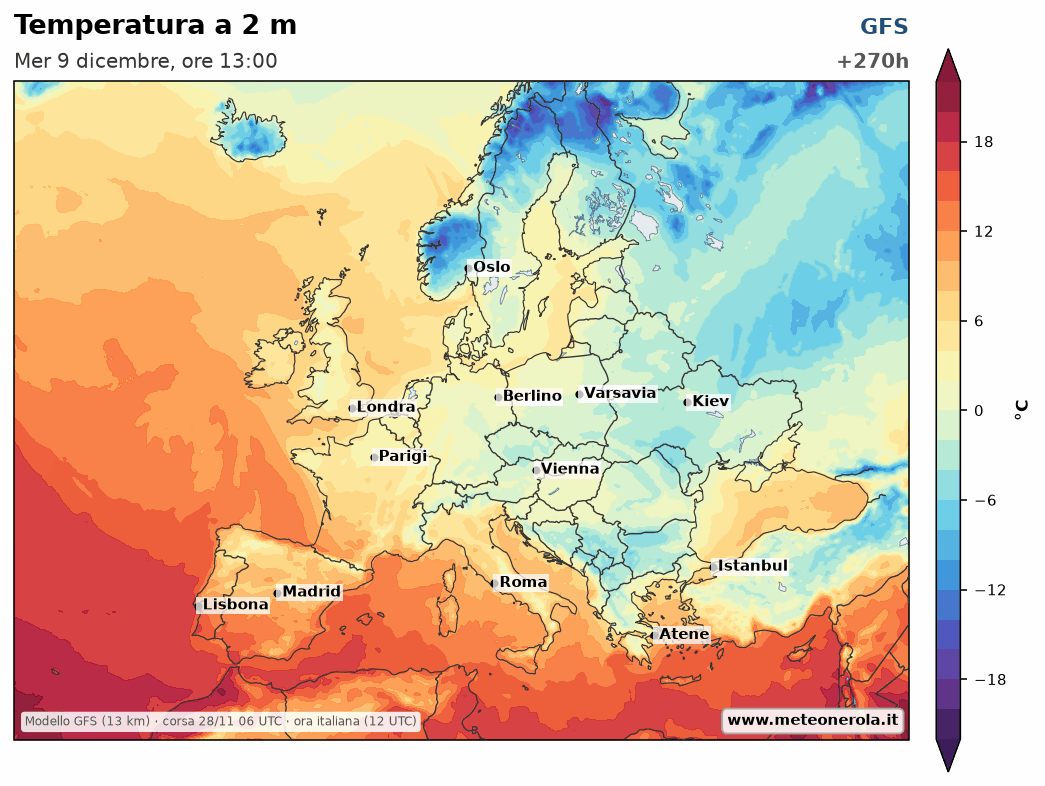 Temperatura a 2 m
GFS
Mer 9 dicembre, ore 13:00
+270h
18
12
6
0
−6
−12
−18
°C
Oslo
Londra
Berlino
Varsavia
Kiev
Parigi
Vienna
Istanbul
Roma
Madrid
Lisbona
Atene
Modello GFS (13 km) · corsa 28/11 06 UTC · ora italiana (12 UTC)
www.meteonerola.it